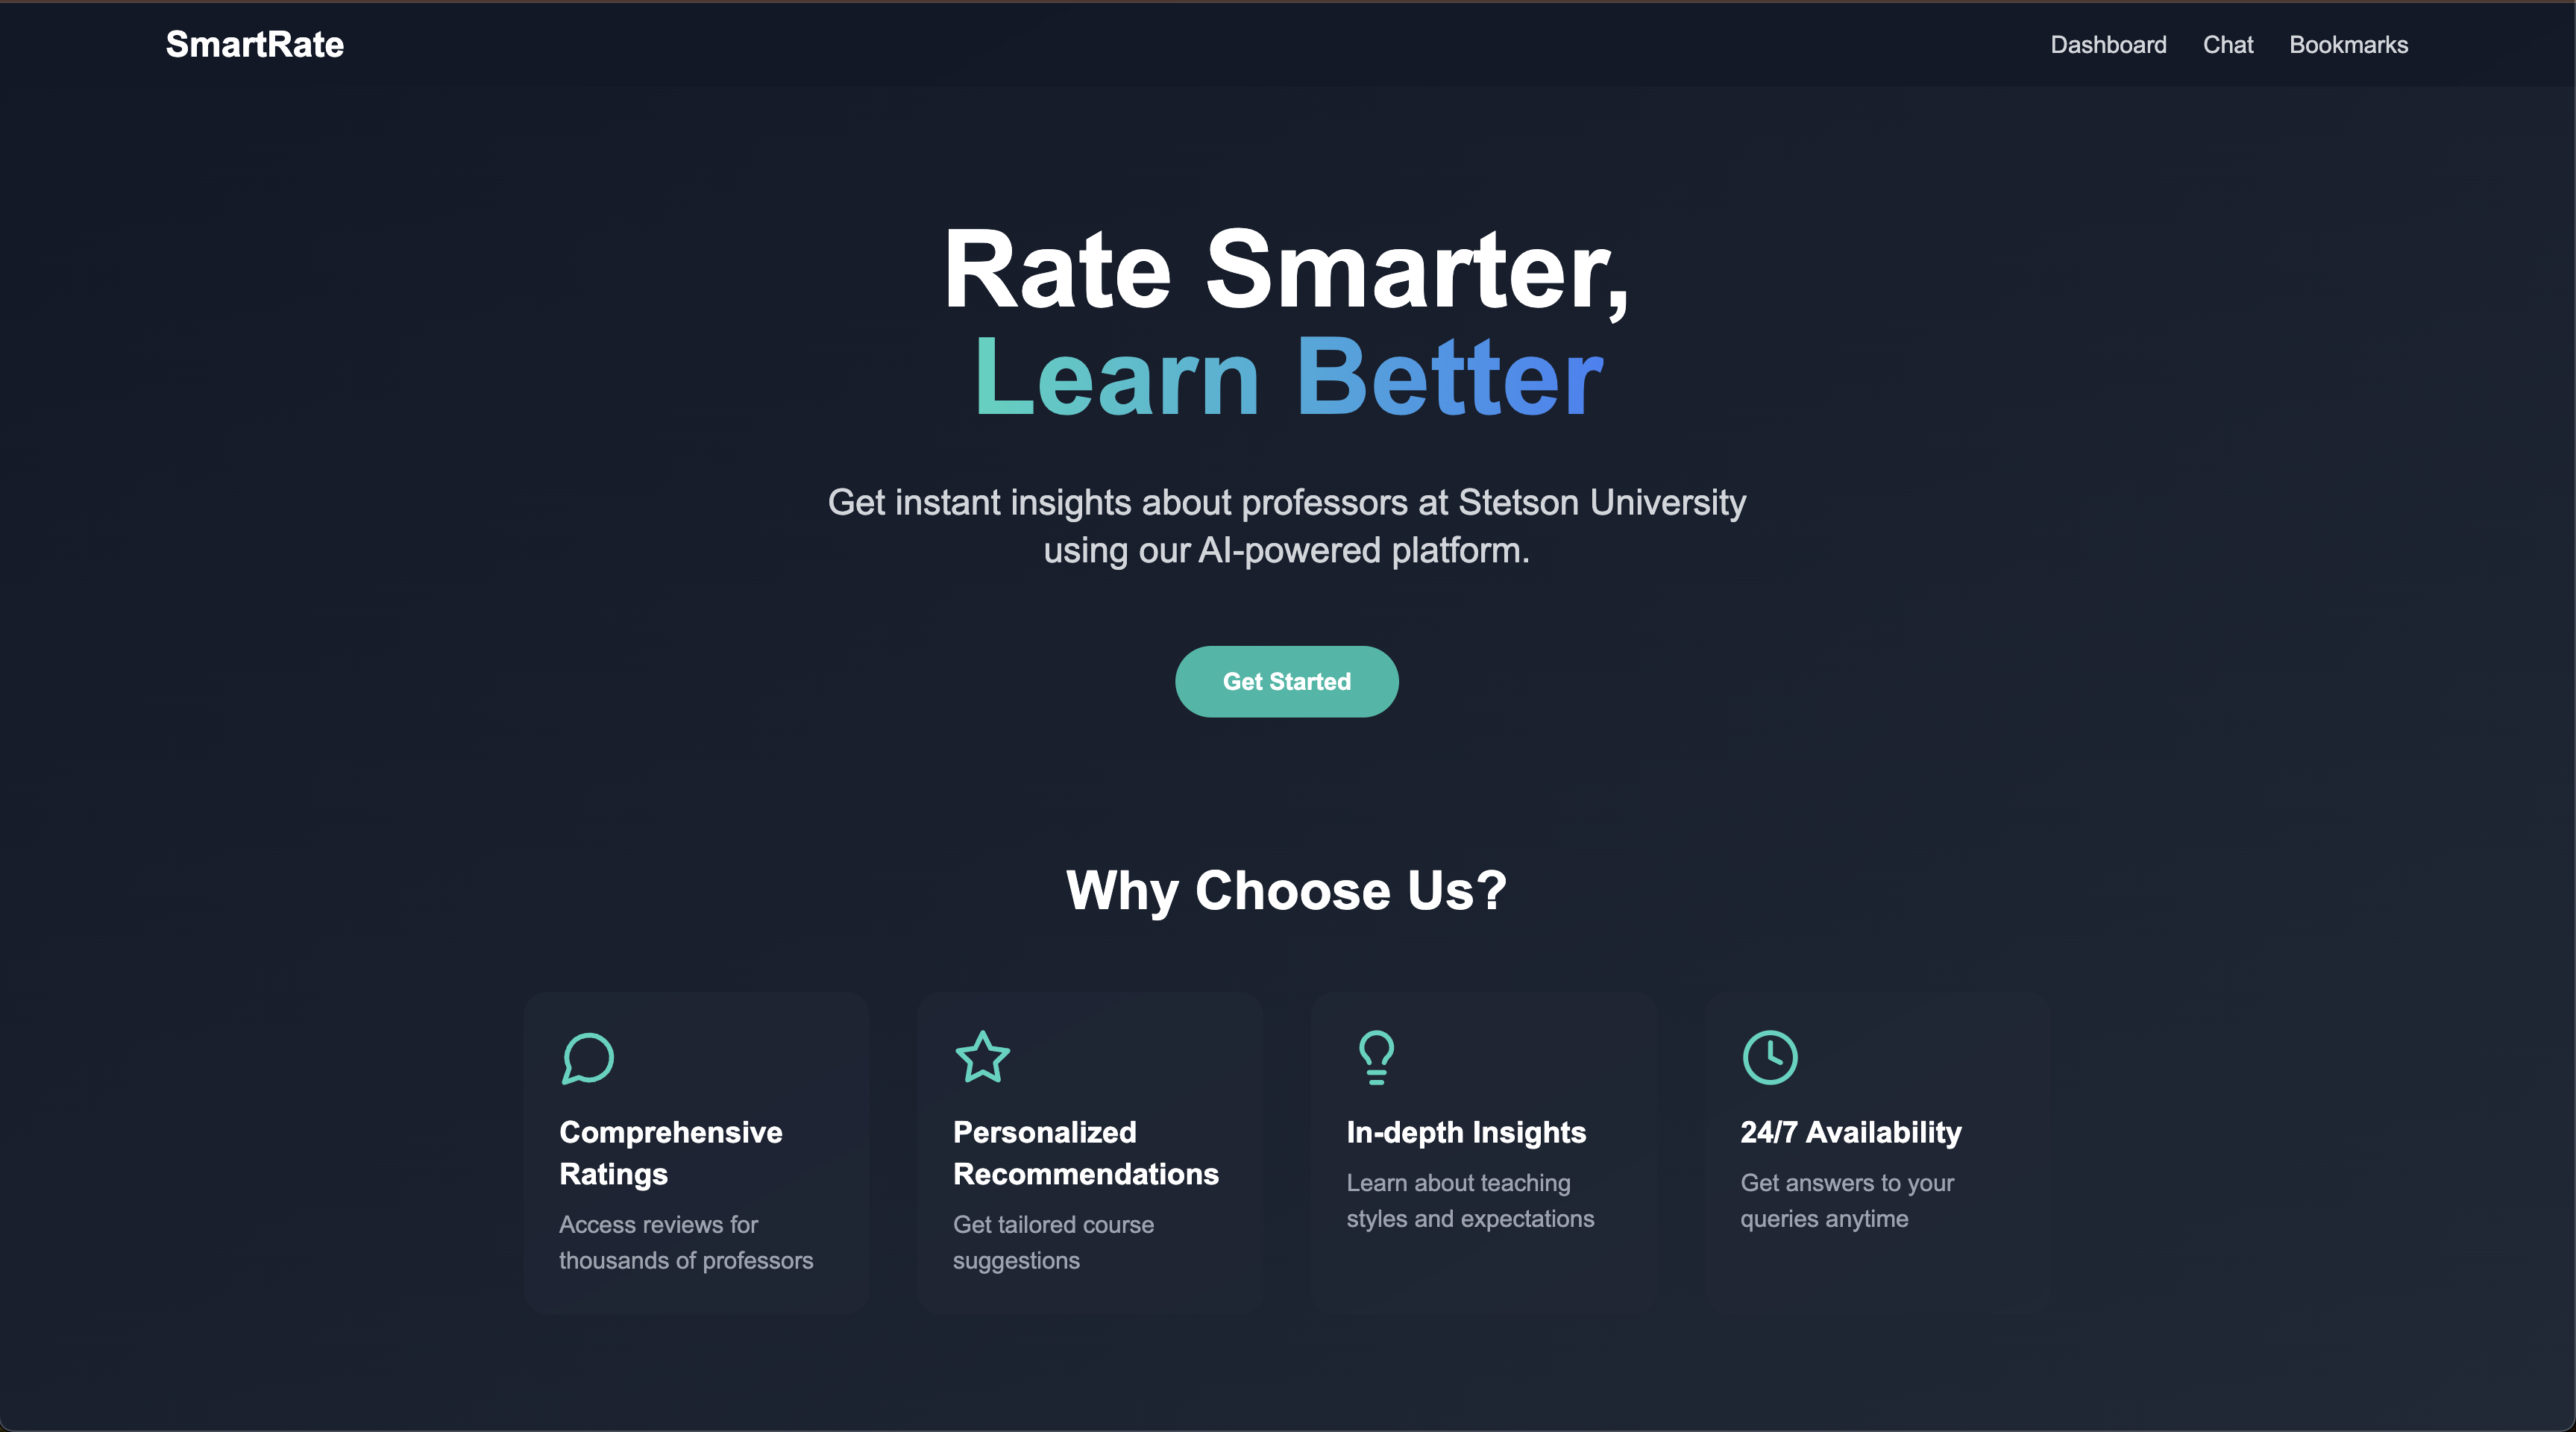 SmartRate
Dashboard
Chat
Bookmarks
Rate Smarter,
Learn Better
Get instant insights about professors at Stetson University
using our AI-powered platform.
Get Started
Why Choose Us?
Comprehensive
Ratings
Access reviews for
thousands of professors
Personalized
Recommendations
Get tailored course
suggestions
In-depth Insights
Learn about teaching
styles and expectations
24/7 Availability
Get answers to your
queries anytime